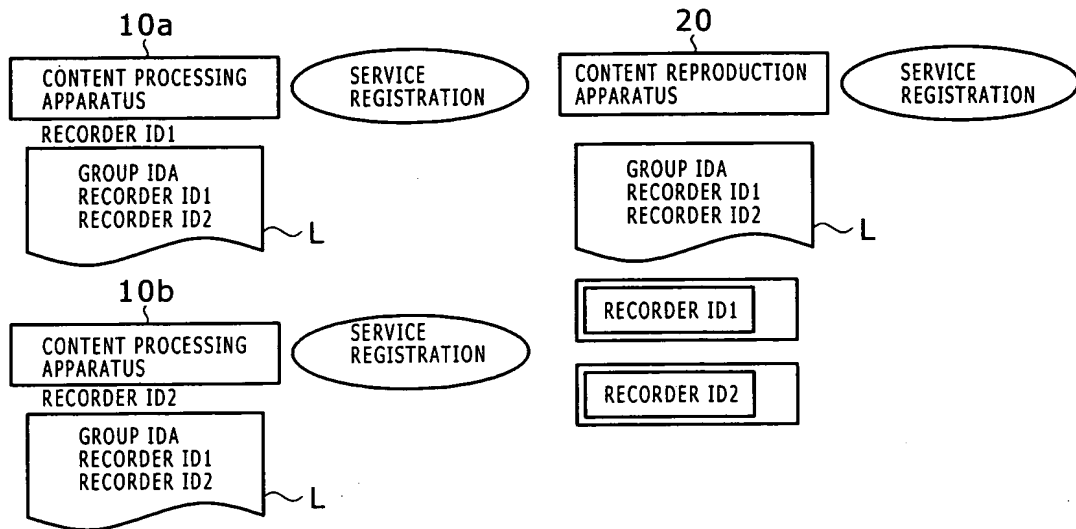 10a
CONTENT PROCESSING
APPARATUS
SERVICE
REGISTRATION
RECORDER ID1
GROUP IDA
RECORDER ID1
RECORDER ID2
L
10b
CONTENT PROCESSING
APPARATUS
SERVICE
REGISTRATION
RECORDER ID2
GROUP IDA
RECORDER ID1
RECORDER ID2
L
20
CONTENT REPRODUCTION
APPARATUS
SERVICE
REGISTRATION
GROUP IDA
RECORDER ID1
RECORDER ID2
L
RECORDER ID1
RECORDER ID2